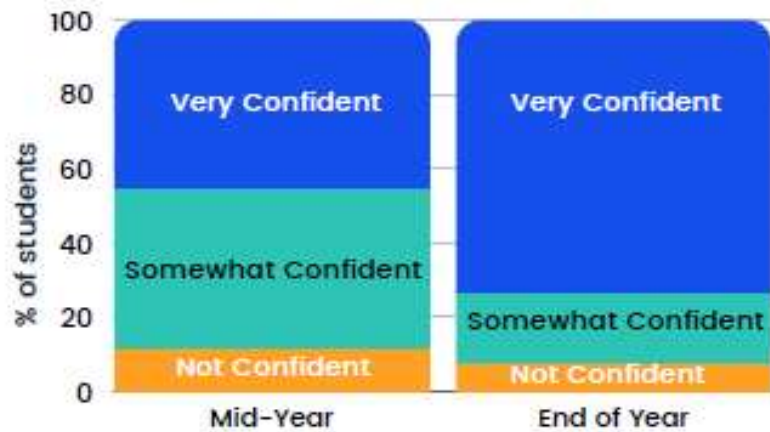 % of students
100
80
60
40
20
0
Very Confident
Somewhat Confident
Not Confident
Very Confident
Somewhat Confident
Not Confident
Mid-Year
End of Year